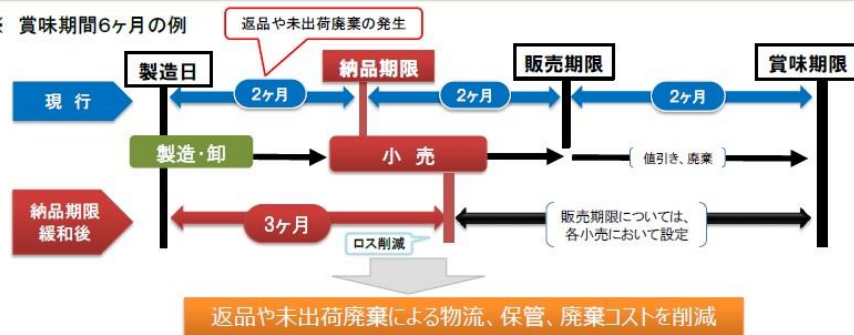 ※ 賞味期間6ヶ月の例
返品や未出荷廃棄の発生
製造日
納品期限
販売期限
賞味期限
現 行
2ヶ月
2ヶ月
2ヶ月
製造・卸
小 売
値引き、廃棄
納品期限
緩和後
3ヶ月
ロス削減
販売期限については、
各小売において設定
返品や未出荷廃棄による物流、保管、廃棄コストを削減